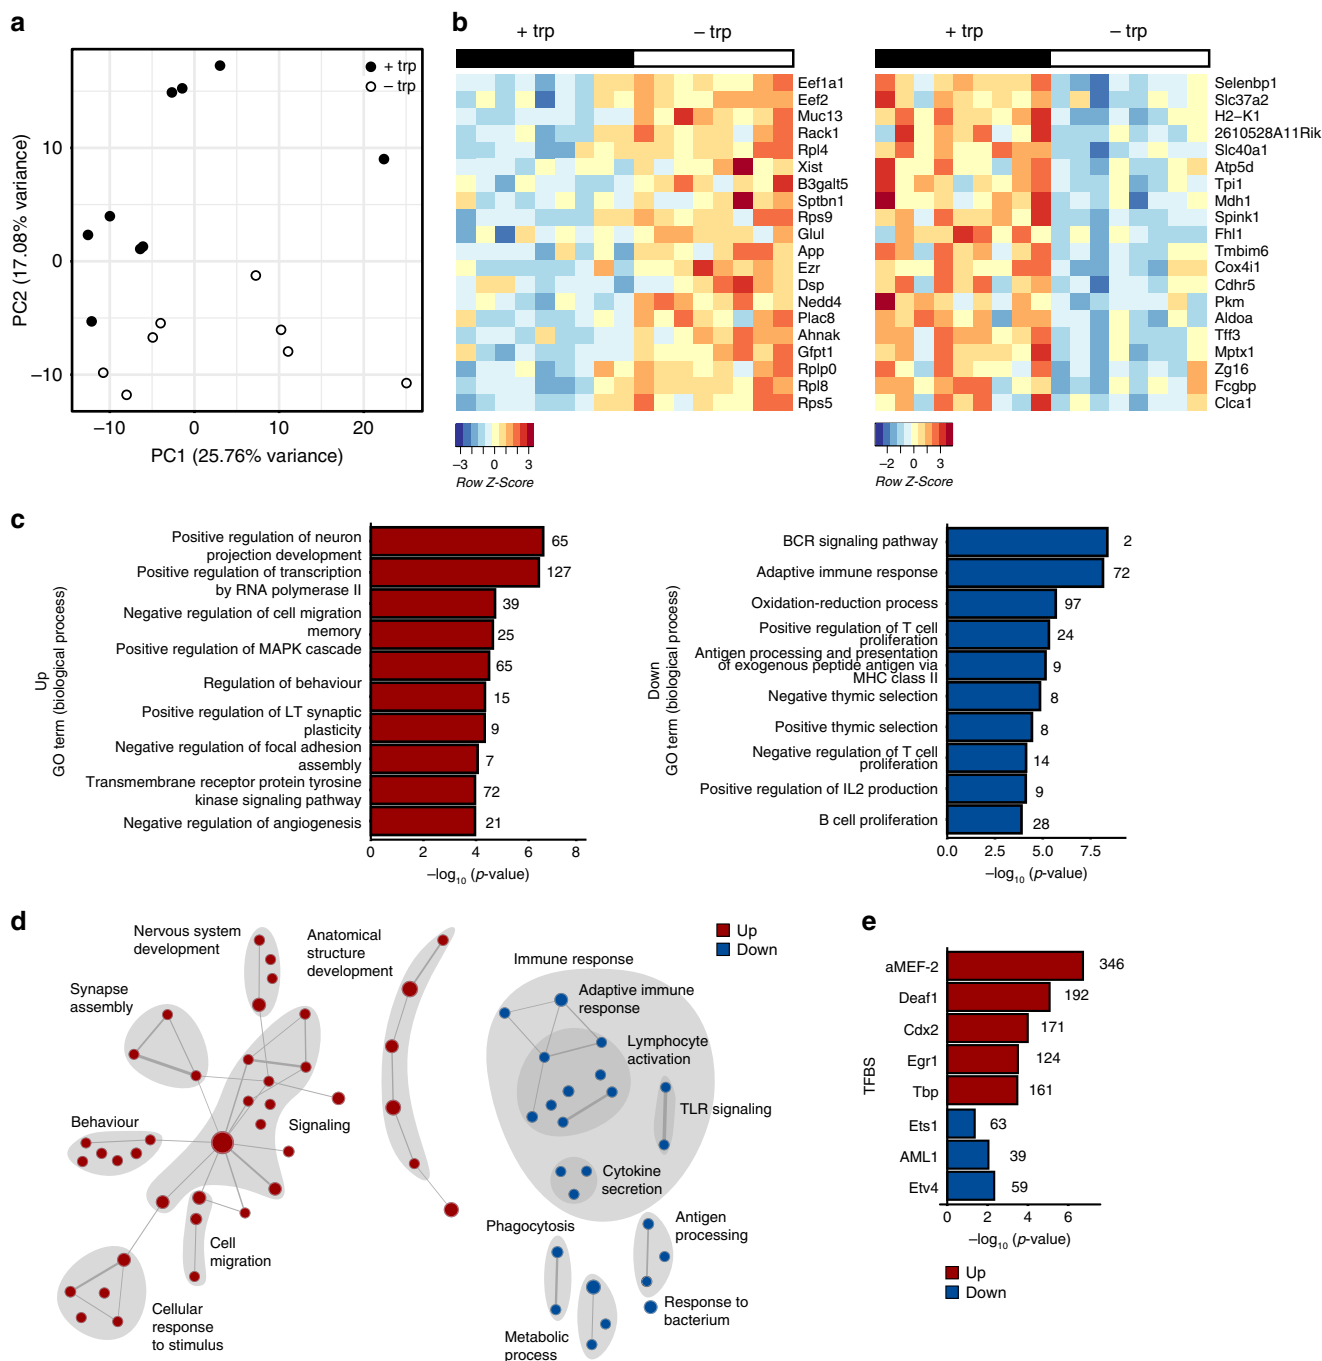 a
+ trp
– trp
10
0
–10
–10
0
10
20
PC2 (17.08% variance)
PC1 (25.76% variance)
b
+ trp
– trp
Eef1a1
Eef2
Muc13
Rack1
Rpl4
Xist
B3galt5
Sptbn1
Rps9
Glul
App
Ezr
Dsp
Nedd4
Plac8
Ahnak
Gfpt1
Rplp0
Rpl8
Rps5
–3
0
3
Row Z-Score
+ trp
– trp
Selenbp1
Slc37a2
H2–K1
2610528A11Rik
Slc40a1
Atp5d
Tpi1
Mdh1
Spink1
Fhl1
Tmbim6
Cox4i1
Cdhr5
Pkm
Aldoa
Tff3
Mptx1
Zg16
Fcgbp
Clca1
–2
0
3
Row Z-Score
c
Up
GO term (biological process)
Positive regulation of neuron
projection development
65
Positive regulation of transcription
by RNA polymerase II
127
Negative regulation of cell migration
39
memory
25
Positive regulation of MAPK cascade
65
Regulation of behaviour
15
Positive regulation of LT synaptic
plasticity
9
Negative regulation of focal adhesion
assembly
7
Transmembrane receptor protein tyrosine
kinase signaling pathway
72
Negative regulation of angiogenesis
21
0
2
4
6
8
–log10 (p-value)
Down
GO term (biological process)
BCR signaling pathway
2
Adaptive immune response
72
Oxidation-reduction process
97
Positive regulation of T cell
proliferation
24
Antigen processing and presentation
of exogenous peptide antigen via
MHC class II
9
Negative thymic selection
8
Positive thymic selection
8
Negative regulation of T cell
proliferation
14
Positive regulation of IL2 production
9
B cell proliferation
28
0.0
2.5
5.0
7.5
–log10 (p-value)
d
Nervous system
development
Anatomical
structure
development
Synapse
assembly
Behaviour
Signaling
Cell
migration
Cellular
response
to stimulus
Up
Down
Immune response
Adaptive immune
response
Lymphocyte
activation
TLR signaling
Cytokine
secretion
Phagocytosis
Antigen
processing
Response to
bacterium
Metabolic
process
e
TFBS
aMEF-2
346
Deaf1
192
Cdx2
171
Egr1
124
Tbp
161
Ets1
63
AML1
39
Etv4
59
0
2
4
6
–log10 (p-value)
Up
Down